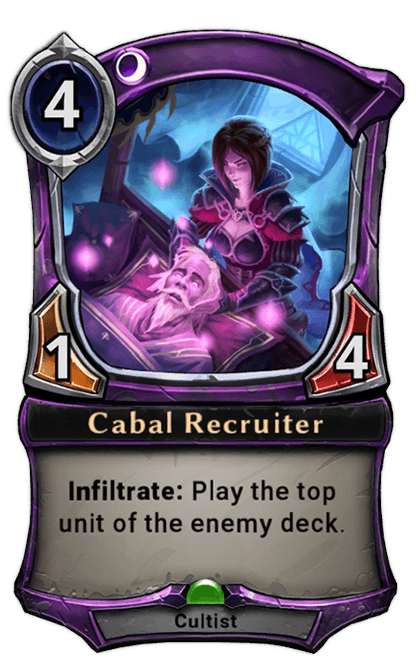 4
1
4
Cabal Recruiter
Infiltrate: Play the top
unit of the enemy deck.
Cultist